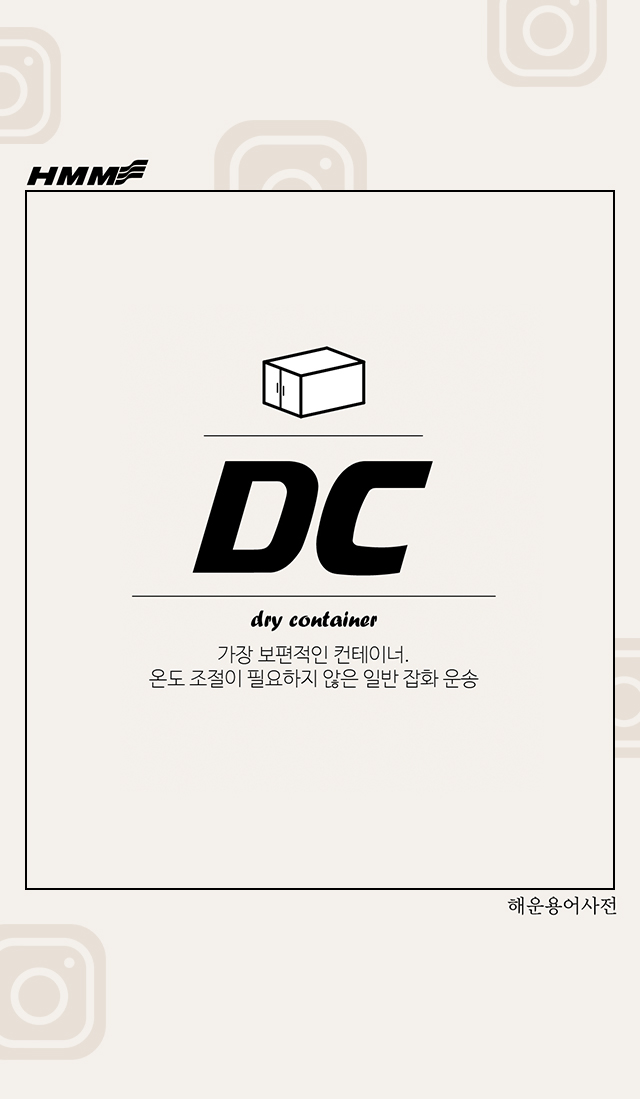 HMM
DC
dry container
가장 보편적인 컨테이너.
온도 조절이 필요하지 않은 일반 잡화 운송
해운용어사전